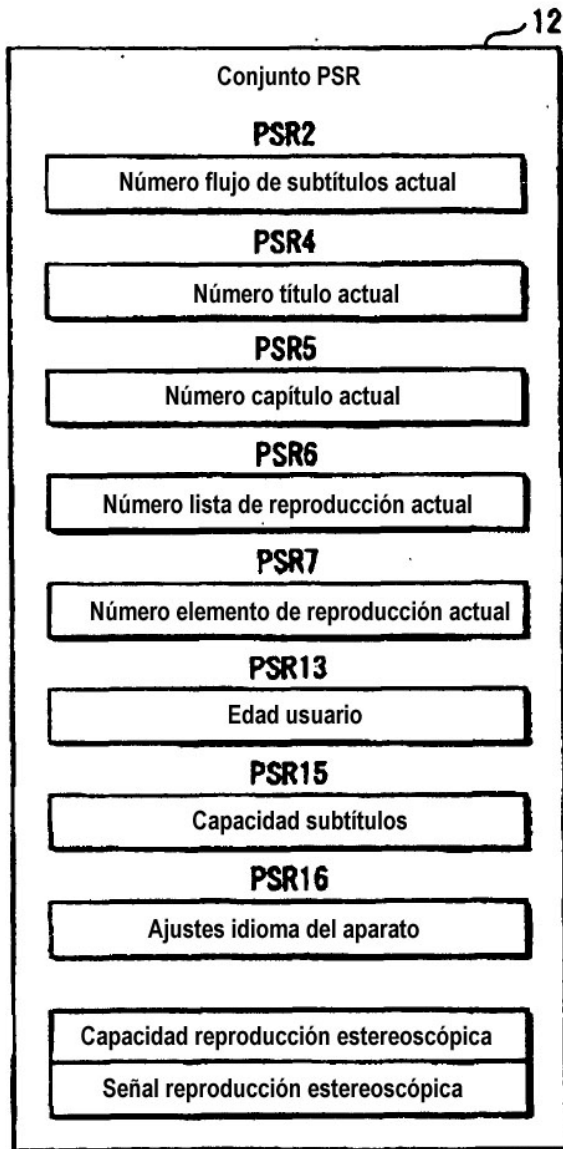 12
Conjunto PSR
PSR2
Número flujo de subtítulos actual
PSR4
Número título actual
PSR5
Número capítulo actual
PSR6
Número lista de reproducción actual
PSR7
Número elemento de reproducción actual
PSR13
Edad usuario
PSR15
Capacidad subtítulos
PSR16
Ajustes idioma del aparato
Capacidad reproducción estereoscópica
Señal reproducción estereoscópica